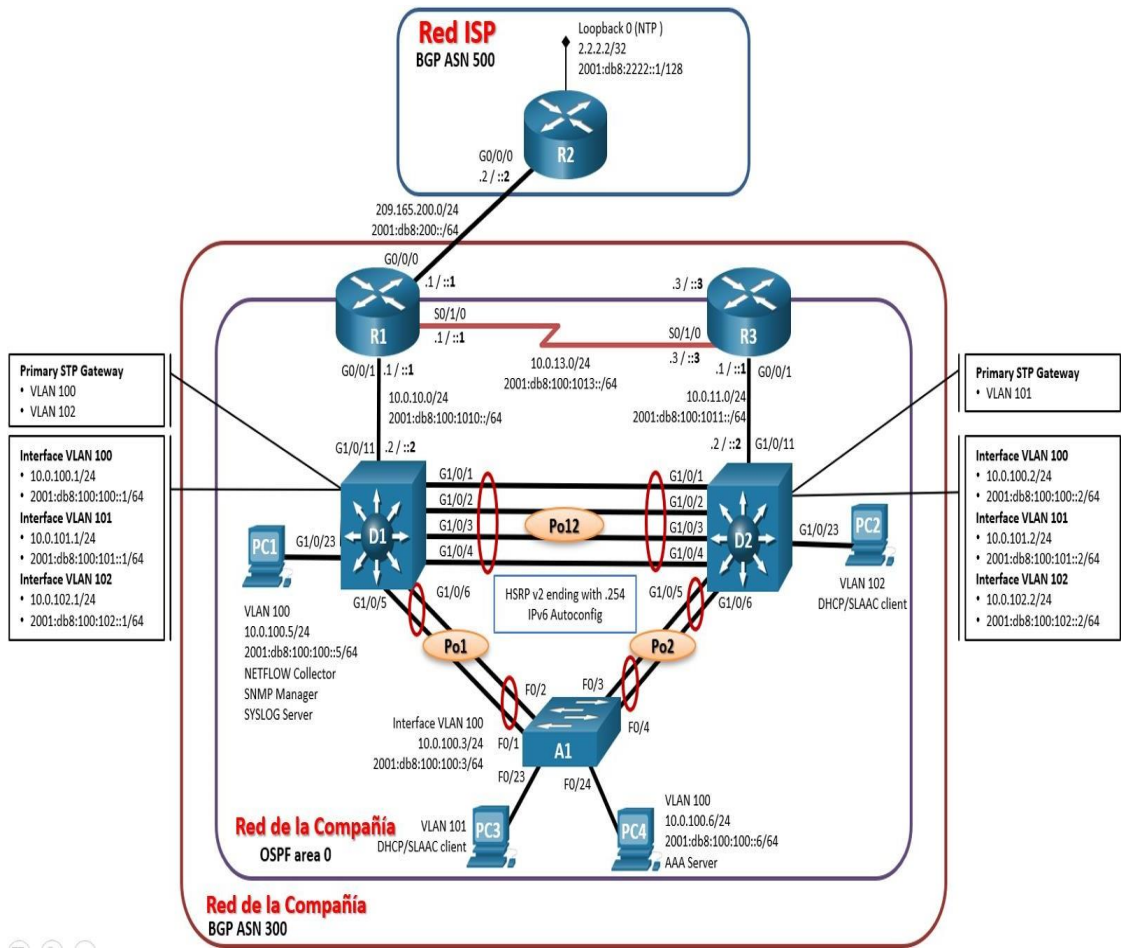 Red ISP
BGP ASN 500
Loopback 0 (NTP )
2.2.2.2/32
2001:db8:2222::1/128
R2
G0/0/0
.2 / ::2
209.165.200.0/24
2001:db8:200::/64
G0/0/0
.1 / ::1
R1
S0/1/0
.1 / ::1
.3 / ::3
R3
S0/1/0
.3 / ::3
10.0.13.0/24
2001:db8:100:1013::/64
G0/0/1
.1 / ::1
10.0.10.0/24
2001:db8:100:1010::/64
.2 / ::2
G1/0/11
.1 / ::1
G0/0/1
10.0.11.0/24
2001:db8:100:1011::/64
.2 / ::2
G1/0/11
Primary STP Gateway
• VLAN 100
• VLAN 102
Interface VLAN 100
• 10.0.100.1/24
• 2001:db8:100:100::1/64
Interface VLAN 101
• 10.0.101.1/24
• 2001:db8:100:101::1/64
Interface VLAN 102
• 10.0.102.1/24
• 2001:db8:100:102::1/64
Primary STP Gateway
• VLAN 101
Interface VLAN 100
• 10.0.100.2/24
• 2001:db8:100:100::2/64
Interface VLAN 101
• 10.0.101.2/24
• 2001:db8:100:101::2/64
Interface VLAN 102
• 10.0.102.2/24
• 2001:db8:100:102::2/64
D1
G1/0/1
G1/0/2
G1/0/3
G1/0/4
Po12
G1/0/1
G1/0/2
G1/0/3
G1/0/4
D2
PC1
G1/0/23
VLAN 100
10.0.100.5/24
2001:db8:100:100::5/64
NETFLOW Collector
SNMP Manager
SYSLOG Server
G1/0/23
PC2
VLAN 102
DHCP/SLAAC client
G1/0/5
G1/0/6
Po1
HSRP v2 ending with .254
IPv6 Autoconfig
G1/0/5
G1/0/6
Po2
F0/2
F0/1
F0/3
F0/4
Interface VLAN 100
10.0.100.3/24
2001:db8:100:100:3/64
A1
F0/23
F0/24
VLAN 101
DHCP/SLAAC client
PC3
PC4
VLAN 100
10.0.100.6/24
2001:db8:100:100::6/64
AAA Server
Red de la Compañía
OSPF area 0
Red de la Compañía
BGP ASN 300